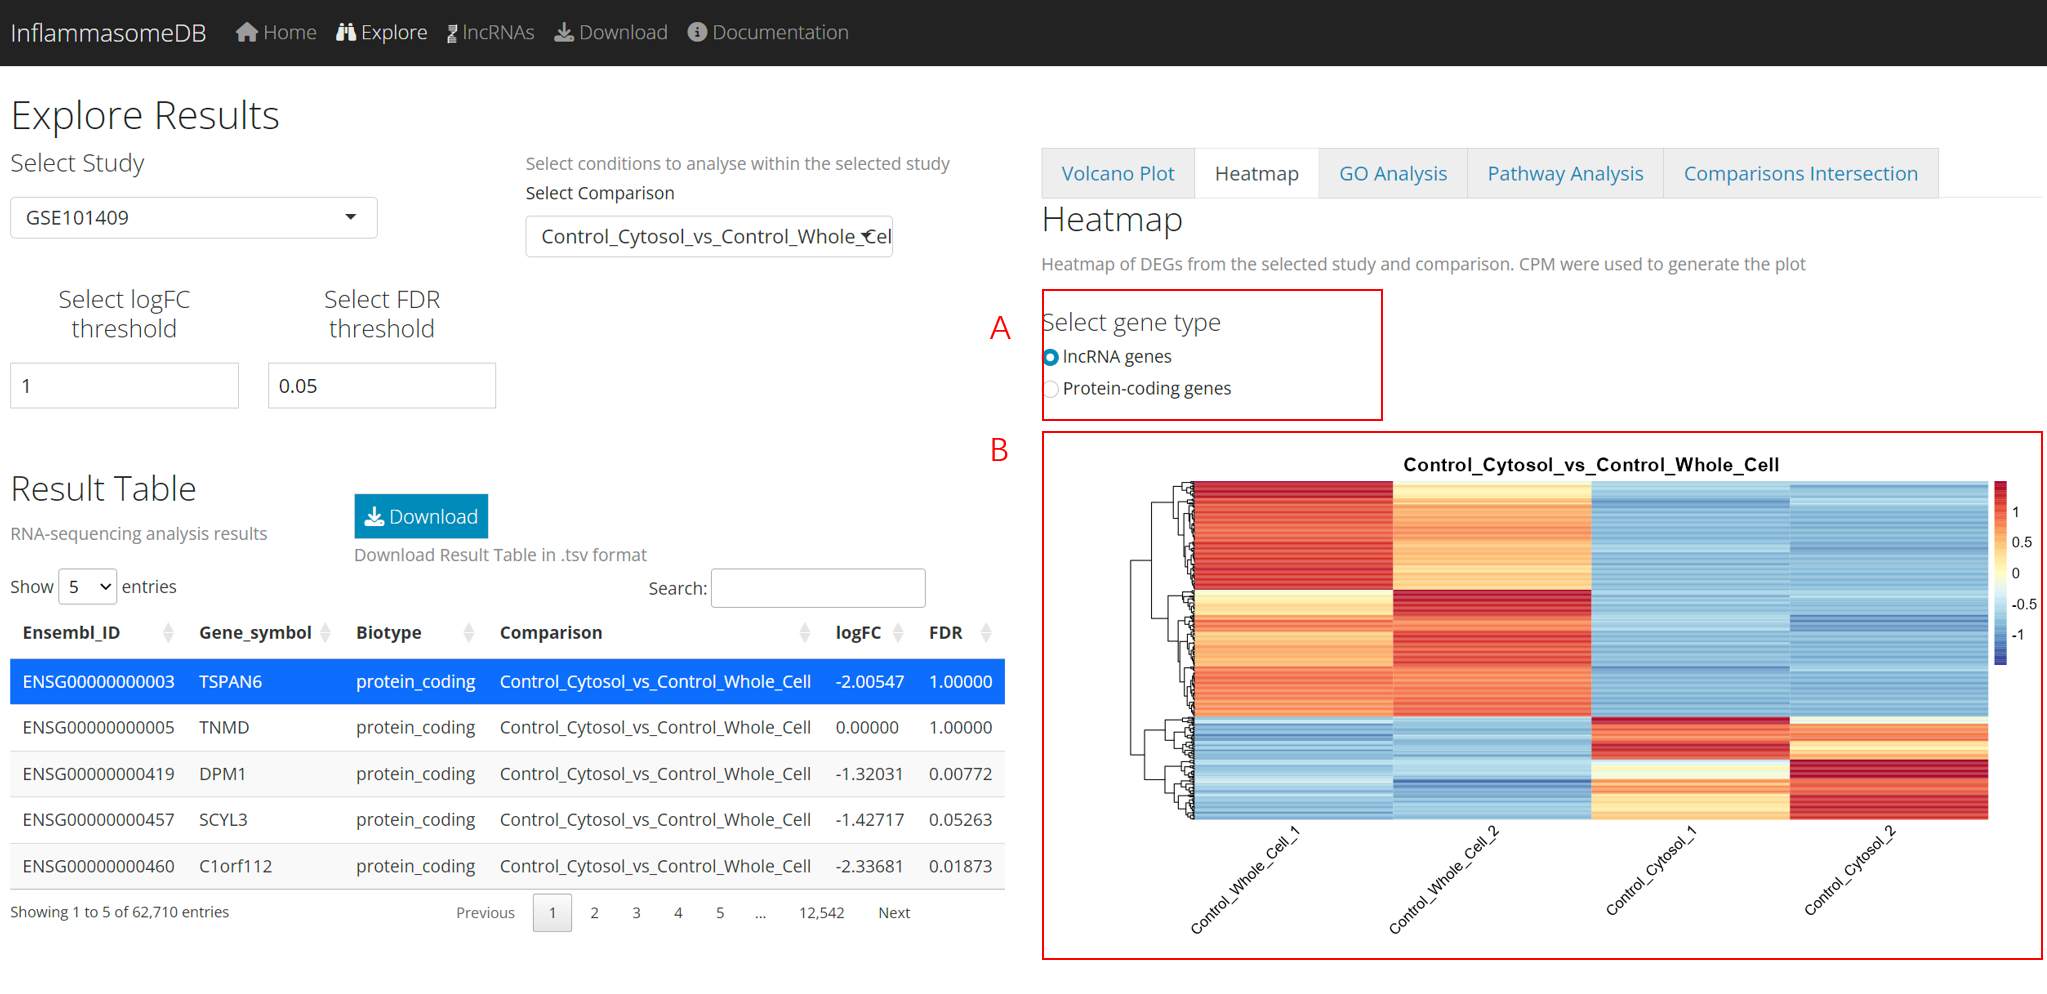 InflammasomeDB Home Explore lncRNAs Download Documentation
Explore Results
Select Study
GSE101409
Select conditions to analyse within the selected study
Select Comparison
Control_Cytosol_vs_Control_Whole_Cel
Select logFC
threshold
1
Select FDR
threshold
0.05
Result Table
RNA-sequencing analysis results
Download
Download Result Table in .tsv format
Show 5 entries
Search:
Ensembl_ID Gene_symbol Biotype Comparison logFC FDR
ENSG00000000003 TSPAN6 protein_coding Control_Cytosol_vs_Control_Whole_Cell -2.00547 1.00000
ENSG00000000005 TNMD protein_coding Control_Cytosol_vs_Control_Whole_Cell 0.00000 1.00000
ENSG00000000419 DPM1 protein_coding Control_Cytosol_vs_Control_Whole_Cell -1.32031 0.00772
ENSG00000000457 SCYL3 protein_coding Control_Cytosol_vs_Control_Whole_Cell -1.42717 0.05263
ENSG00000000460 C1orf112 protein_coding Control_Cytosol_vs_Control_Whole_Cell -2.33681 0.01873
Showing 1 to 5 of 62,710 entries
Previous 1 2 3 4 5 ... 12,542 Next
Volcano Plot Heatmap GO Analysis Pathway Analysis Comparisons Intersection
Heatmap
Heatmap of DEGs from the selected study and comparison. CPM were used to generate the plot
A
Select gene type
lncRNA genes
Protein-coding genes
B
Control_Cytosol_vs_Control_Whole_Cell
1
0.5
0
-0.5
-1
Control_Whole_Cell_1
Control_Whole_Cell_2
Control_Cytosol_1
Control_Cytosol_2